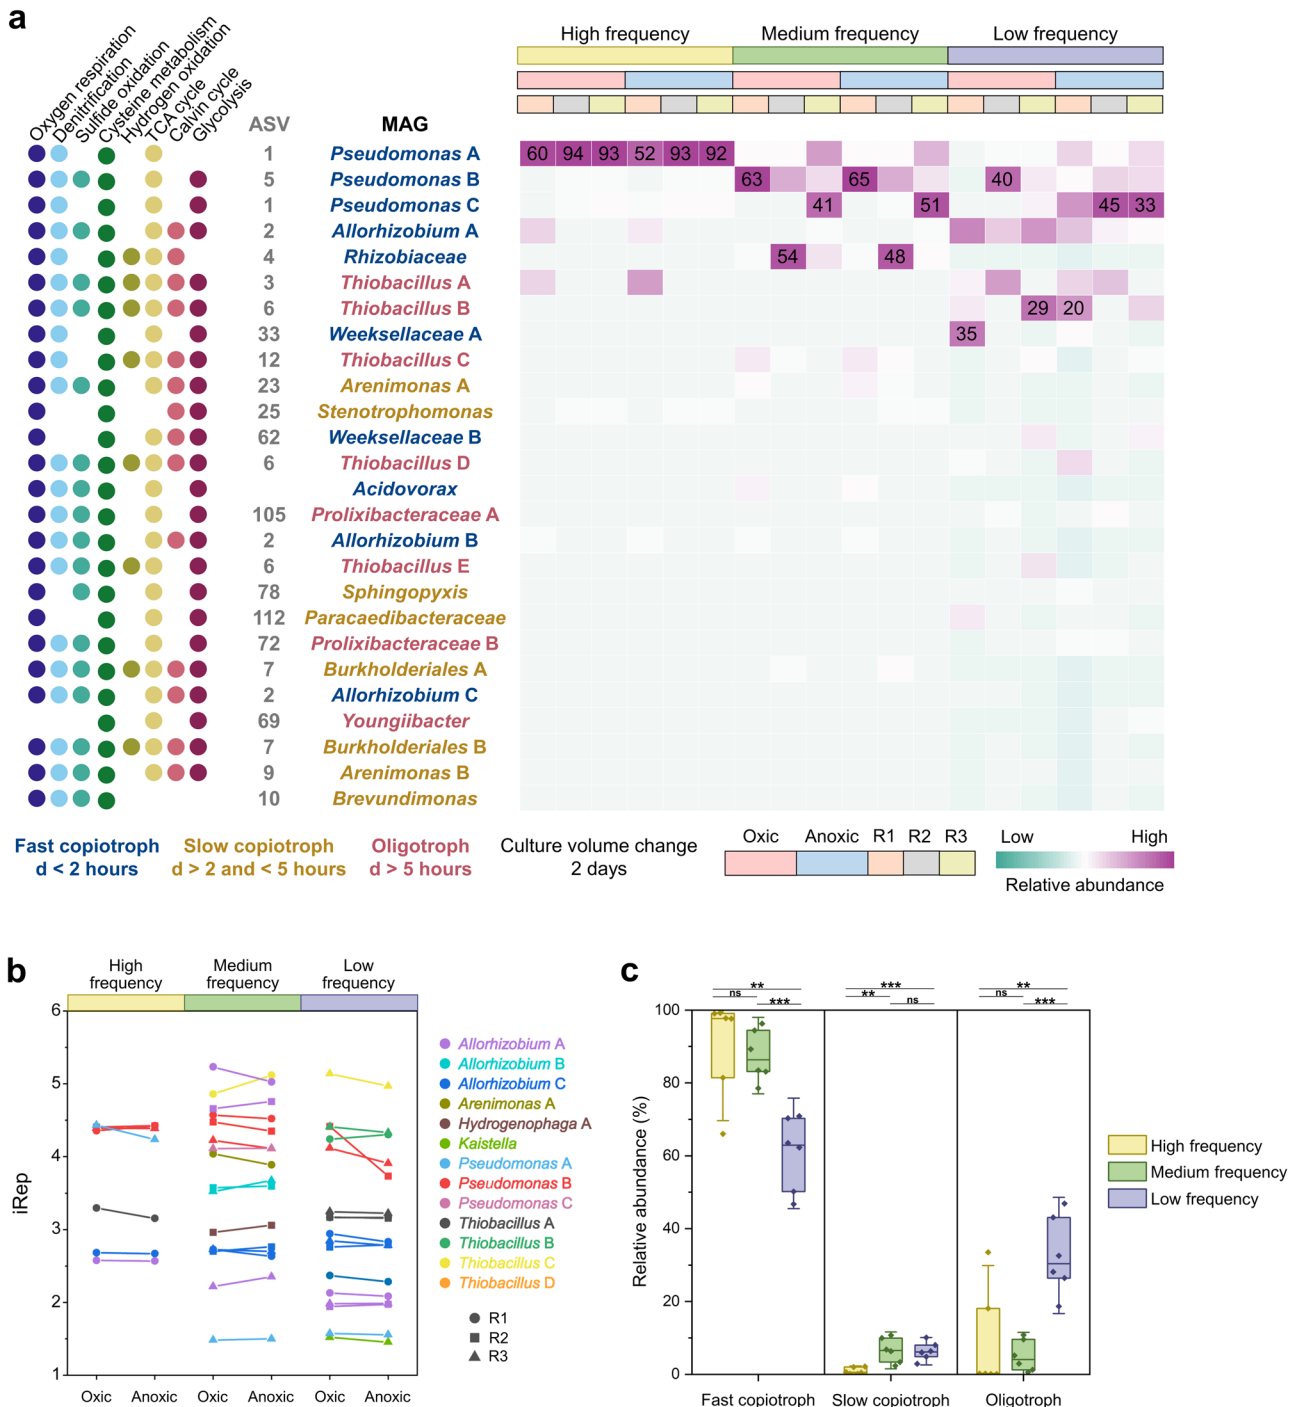 a
Oxygen respiration
Denitrification
Sulfide oxidation
Cysteine metabolism
Hydrogen oxidation
TCA cycle
Calvin cycle
Glycolysis
High frequency Medium frequency Low frequency
ASV MAG
1 Pseudomonas A 60 94 93 52 93 92
5 Pseudomonas B 63 65 40
1 Pseudomonas C 41 51 45 33
2 Allorhizobium A
4 Rhizobiaceae 54 48
3 Thiobacillus A
6 Thiobacillus B 29 20
33 Weeksellaceae A 35
12 Thiobacillus C
23 Arenimonas A
25 Stenotrophomonas
62 Weeksellaceae B
6 Thiobacillus D
Acidovorax
105 Prolixibacteraceae A
2 Allorhizobium B
6 Thiobacillus E
78 Sphingopyxis
112 Paracaedibacteraceae
72 Prolixibacteraceae B
7 Burkholderiales A
2 Allorhizobium C
69 Youngiibacter
7 Burkholderiales B
9 Arenimonas B
10 Brevundimonas
Fast copiotroph Slow copiotroph Oligotroph Culture volume change Oxic Anoxic R1 R2 R3 Low High
d < 2 hours d > 2 and < 5 hours d > 5 hours 2 days Relative abundance
b
High frequency
Medium frequency
Low frequency
iRep
6
5
4
3
2
1
Oxic Anoxic Oxic Anoxic Oxic Anoxic
Allorhizobium A
Allorhizobium B
Allorhizobium C
Arenimonas A
Hydrogenophaga A
Kaistella
Pseudomonas A
Pseudomonas B
Pseudomonas C
Thiobacillus A
Thiobacillus B
Thiobacillus C
Thiobacillus D
R1
R2
R3
c
** *** **
ns ** ns
*** ns ***
Relative abundance (%)
100
80
60
40
20
0
Fast copiotroph Slow copiotroph Oligotroph
High frequency
Medium frequency
Low frequency